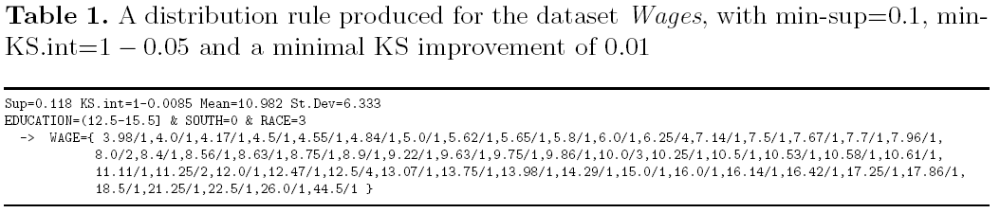 Table 1. A distribution rule produced for the dataset Wages, with min-sup=0.1, min-
KS.int=1 − 0.05 and a minimal KS improvement of 0.01
Sup=0.118 KS.int=1-0.0085 Mean=10.982 St.Dev=6.333
EDUCATION=(12.5-15.5] & SOUTH=0 & RACE=3
-> WAGE={ 3.98/1,4.0/1,4.17/1,4.5/1,4.55/1,4.84/1,5.0/1,5.62/1,5.65/1,5.8/1,6.0/1,6.25/4,7.14/1,7.5/1,7.67/1,7.7/1,7.96/1,
8.0/2,8.4/1,8.56/1,8.63/1,8.75/1,8.9/1,9.22/1,9.63/1,9.75/1,9.86/1,10.0/3,10.25/1,10.5/1,10.53/1,10.58/1,10.61/1,
11.11/1,11.25/2,12.0/1,12.47/1,12.5/4,13.07/1,13.75/1,13.98/1,14.29/1,15.0/1,16.0/1,16.14/1,16.42/1,17.25/1,17.86/1,
18.5/1,21.25/1,22.5/1,26.0/1,44.5/1 }